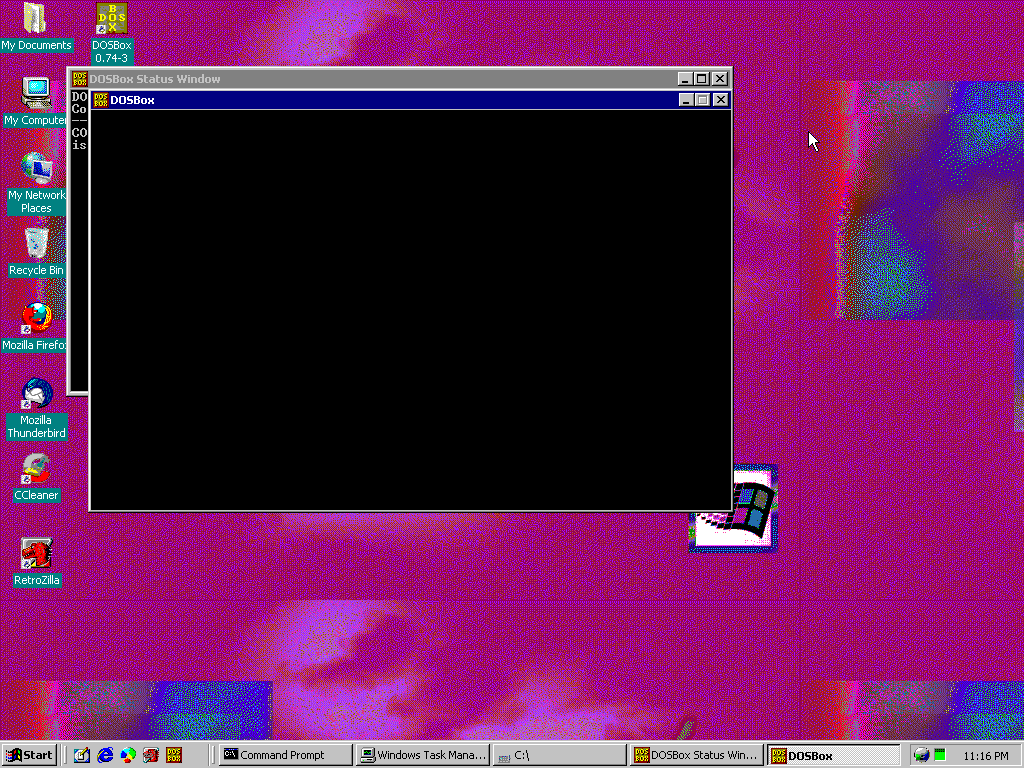 My Documents
DOSBox
0.74-3
DOSBox Status Window
DO
Co
--
CO
is
DOSBox
My Computer
My Network
Places
Recycle Bin
Mozilla Firefox
Mozilla
Thunderbird
CCleaner
RetroZilla
Start
Command Prompt
Windows Task Mana...
C:\
DOSBox Status Win...
DOSBox
11:16 PM